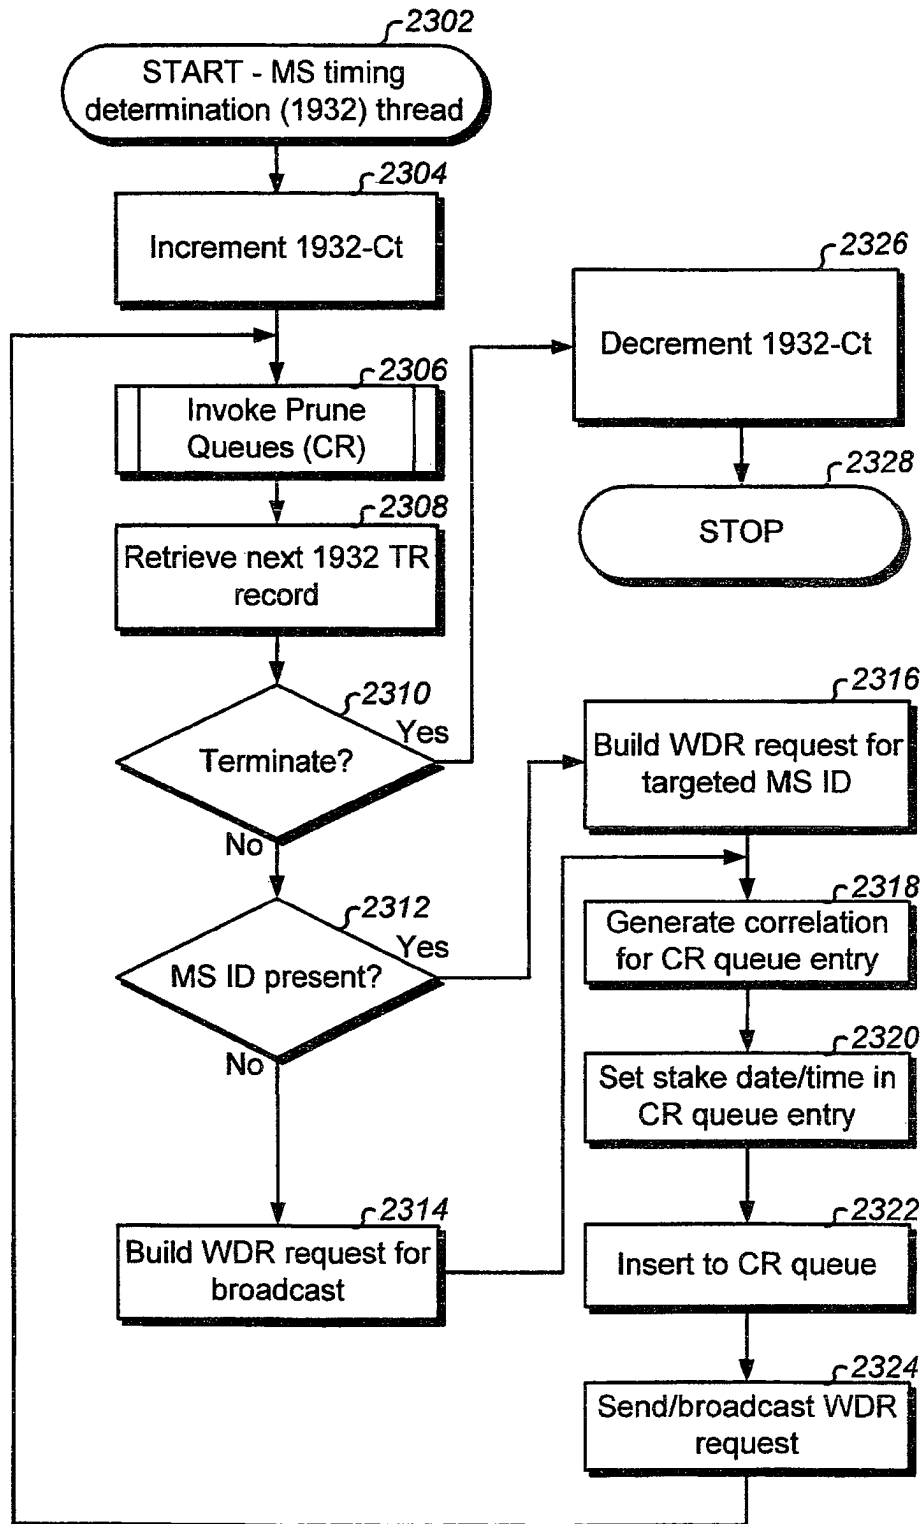 2302
START - MS timing
determination (1932) thread
2304
Increment 1932-Ct
2306
Invoke Prune
Queues (CR)
2308
Retrieve next 1932 TR
record
2310
Terminate?
Yes
No
2312
MS ID present?
Yes
No
2314
Build WDR request for
broadcast
2326
Decrement 1932-Ct
2328
STOP
2316
Build WDR request for
targeted MS ID
2318
Generate correlation
for CR queue entry
2320
Set stake date/time in
CR queue entry
2322
Insert to CR queue
2324
Send/broadcast WDR
request